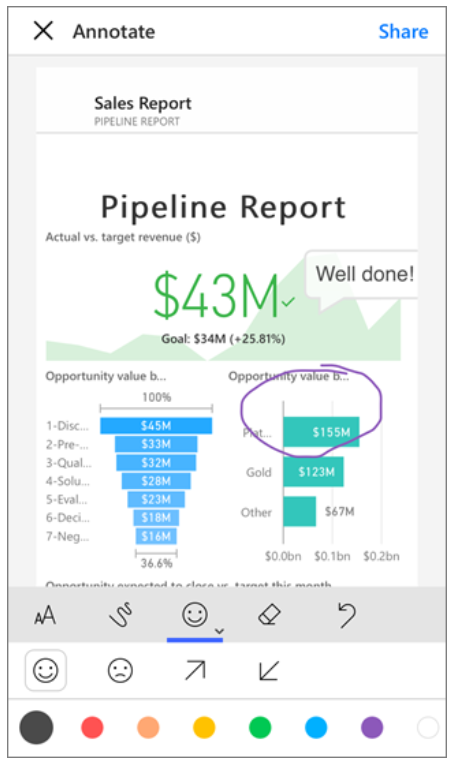 Annotate
Share
Sales Report
PIPELINE REPORT
Pipeline Report
Actual vs. target revenue ($)
Well done!
$43M
Goal: $34M (+25.81%)
Opportunity value b...
100%
1-Disc... $45M
2-Pre-... $33M
3-Qual... $32M
4-Solu... $28M
5-Eval... $23M
6-Deci... $18M
7-Neg... $16M
36.6%
Opportunity value b...
Plat... $155M
Gold $123M
Other $67M
$0.0bn $0.1bn $0.2bn
Opportunity expected to close vs. target this month
AA